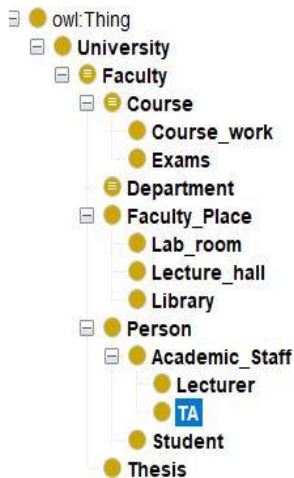 owl:Thing
University
Faculty
Course
Course_work
Exams
Department
Faculty_Place
Lab_room
Lecture_hall
Library
Person
Academic_Staff
Lecturer
TA
Student
Thesis